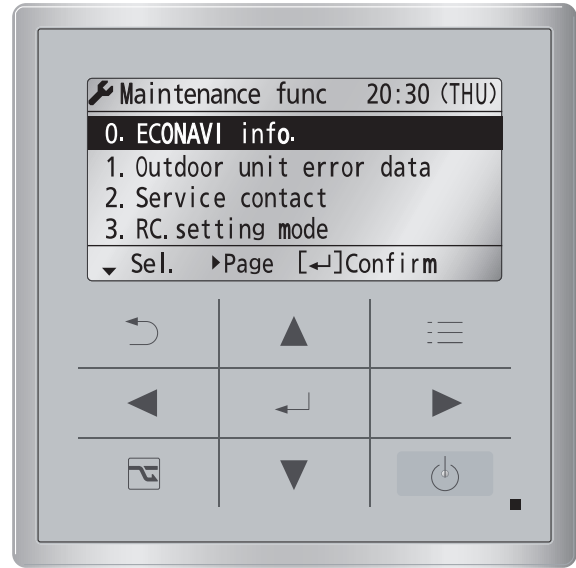 Maintenance func 20:30 (THU)
0. ECONAVI info.
1. Outdoor unit error data
2. Service contact
3. RC. setting mode
Sel. ▸Page [↵]Confirm